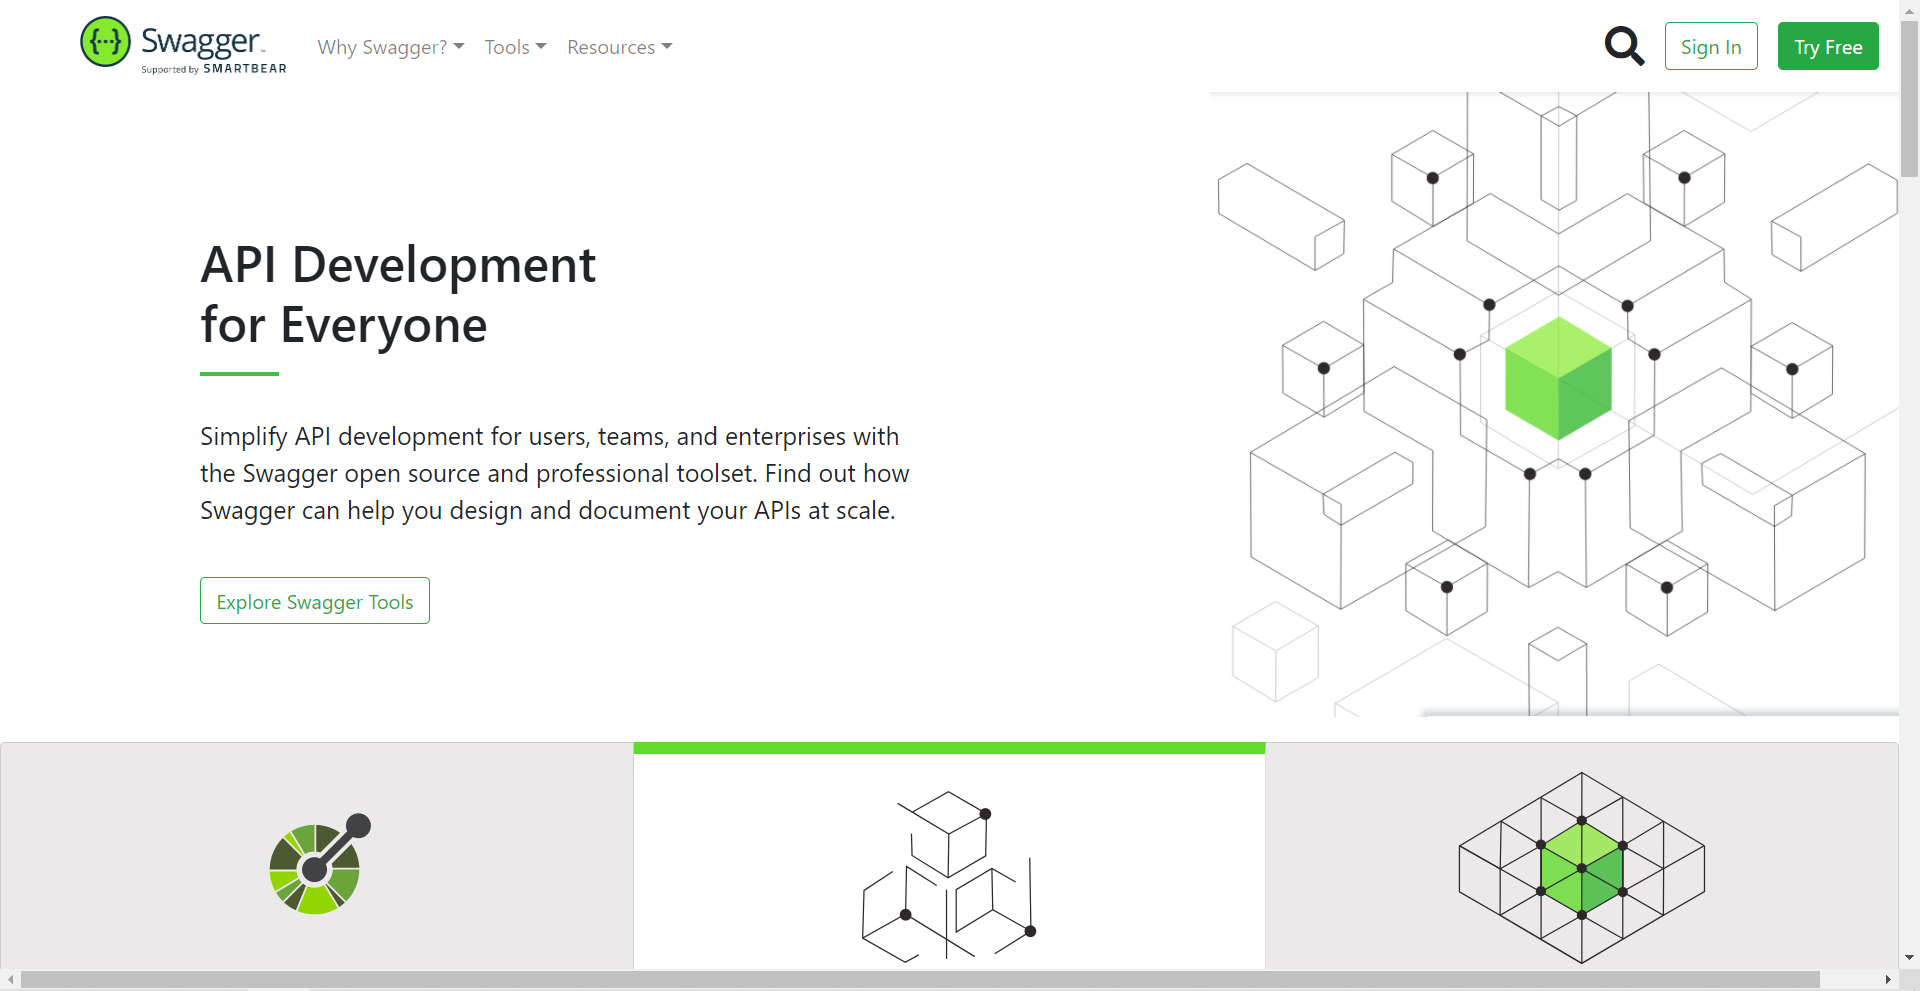 {···} Swagger™
Supported by SMARTBEAR
Why Swagger?
Tools
Resources
Sign In
Try Free
API Development
for Everyone
Simplify API development for users, teams, and enterprises with
the Swagger open source and professional toolset. Find out how
Swagger can help you design and document your APIs at scale.
Explore Swagger Tools